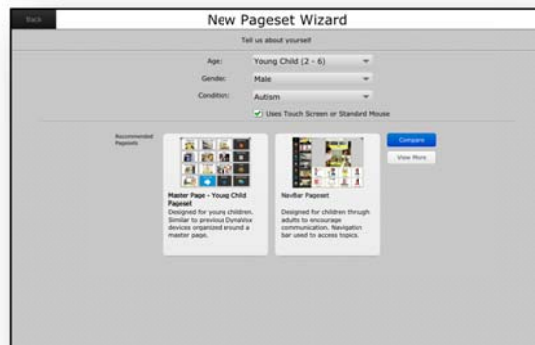 Back
New Pageset Wizard
Tell us about yourself
Age: Young Child (2 - 6)
Gender: Male
Condition: Autism
Uses Touch Screen or Standard Mouse
Recommended
Pagesets
Master Page - Young Child
Pageset
Designed for young children.
Similar to previous DynaVox
devices organized around a
master page.
NavBar Pageset
Designed for children through
adults to encourage
communication. Navigation
bar used to access topics.
Compare
View More